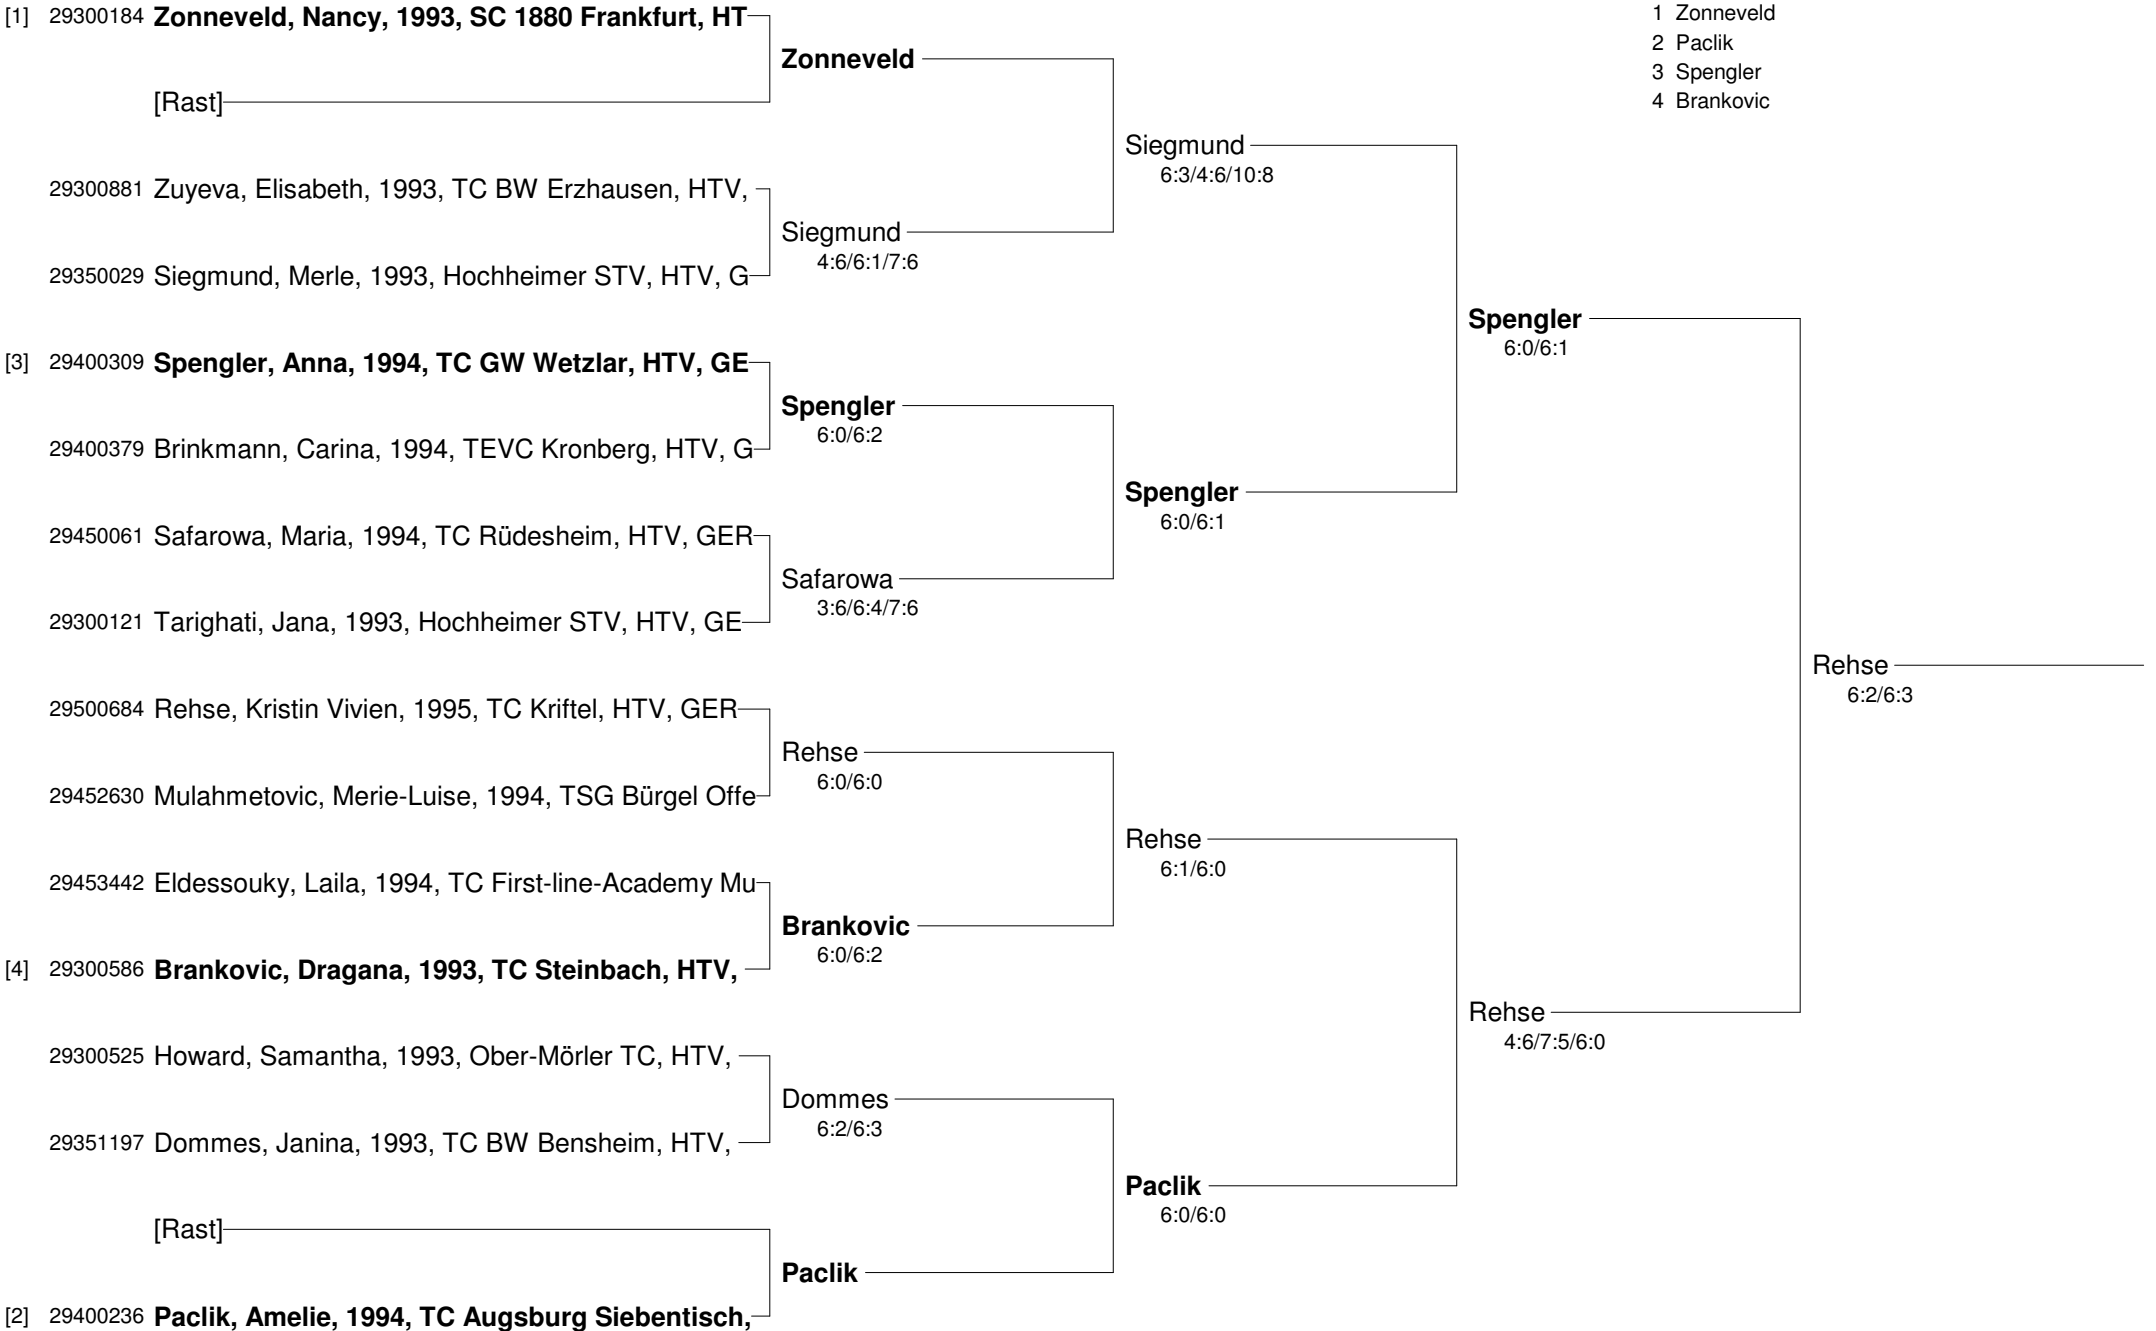 [1] 29300184 Zonneveld, Nancy, 1993, SC 1880 Frankfurt, HT
1 Zonneveld
2 Paclik
3 Spengler
4 Brankovic
Zonneveld
[Rast]
Siegmund
6:3/4:6/10:8
29300881 Zuyeva, Elisabeth, 1993, TC BW Erzhausen, HTV,
Siegmund
4:6/6:1/7:6
29350029 Siegmund, Merle, 1993, Hochheimer STV, HTV, G
Spengler
6:0/6:1
[3] 29400309 Spengler, Anna, 1994, TC GW Wetzlar, HTV, GE
Spengler
6:0/6:2
29400379 Brinkmann, Carina, 1994, TEVC Kronberg, HTV, G
Spengler
6:0/6:1
29450061 Safarowa, Maria, 1994, TC Rüdesheim, HTV, GER
Safarowa
3:6/6:4/7:6
29300121 Tarighati, Jana, 1993, Hochheimer STV, HTV, GE
Rehse
6:2/6:3
29500684 Rehse, Kristin Vivien, 1995, TC Kriftel, HTV, GER
Rehse
6:0/6:0
29452630 Mulahmetovic, Merie-Luise, 1994, TSG Bürgel Offe
Rehse
6:1/6:0
29453442 Eldessouky, Laila, 1994, TC First-line-Academy Mu
Brankovic
6:0/6:2
[4] 29300586 Brankovic, Dragana, 1993, TC Steinbach, HTV,
Rehse
4:6/7:5/6:0
29300525 Howard, Samantha, 1993, Ober-Mörler TC, HTV,
Dommes
6:2/6:3
29351197 Dommes, Janina, 1993, TC BW Bensheim, HTV,
Paclik
6:0/6:0
[Rast]
Paclik
[2] 29400236 Paclik, Amelie, 1994, TC Augsburg Siebentisch,